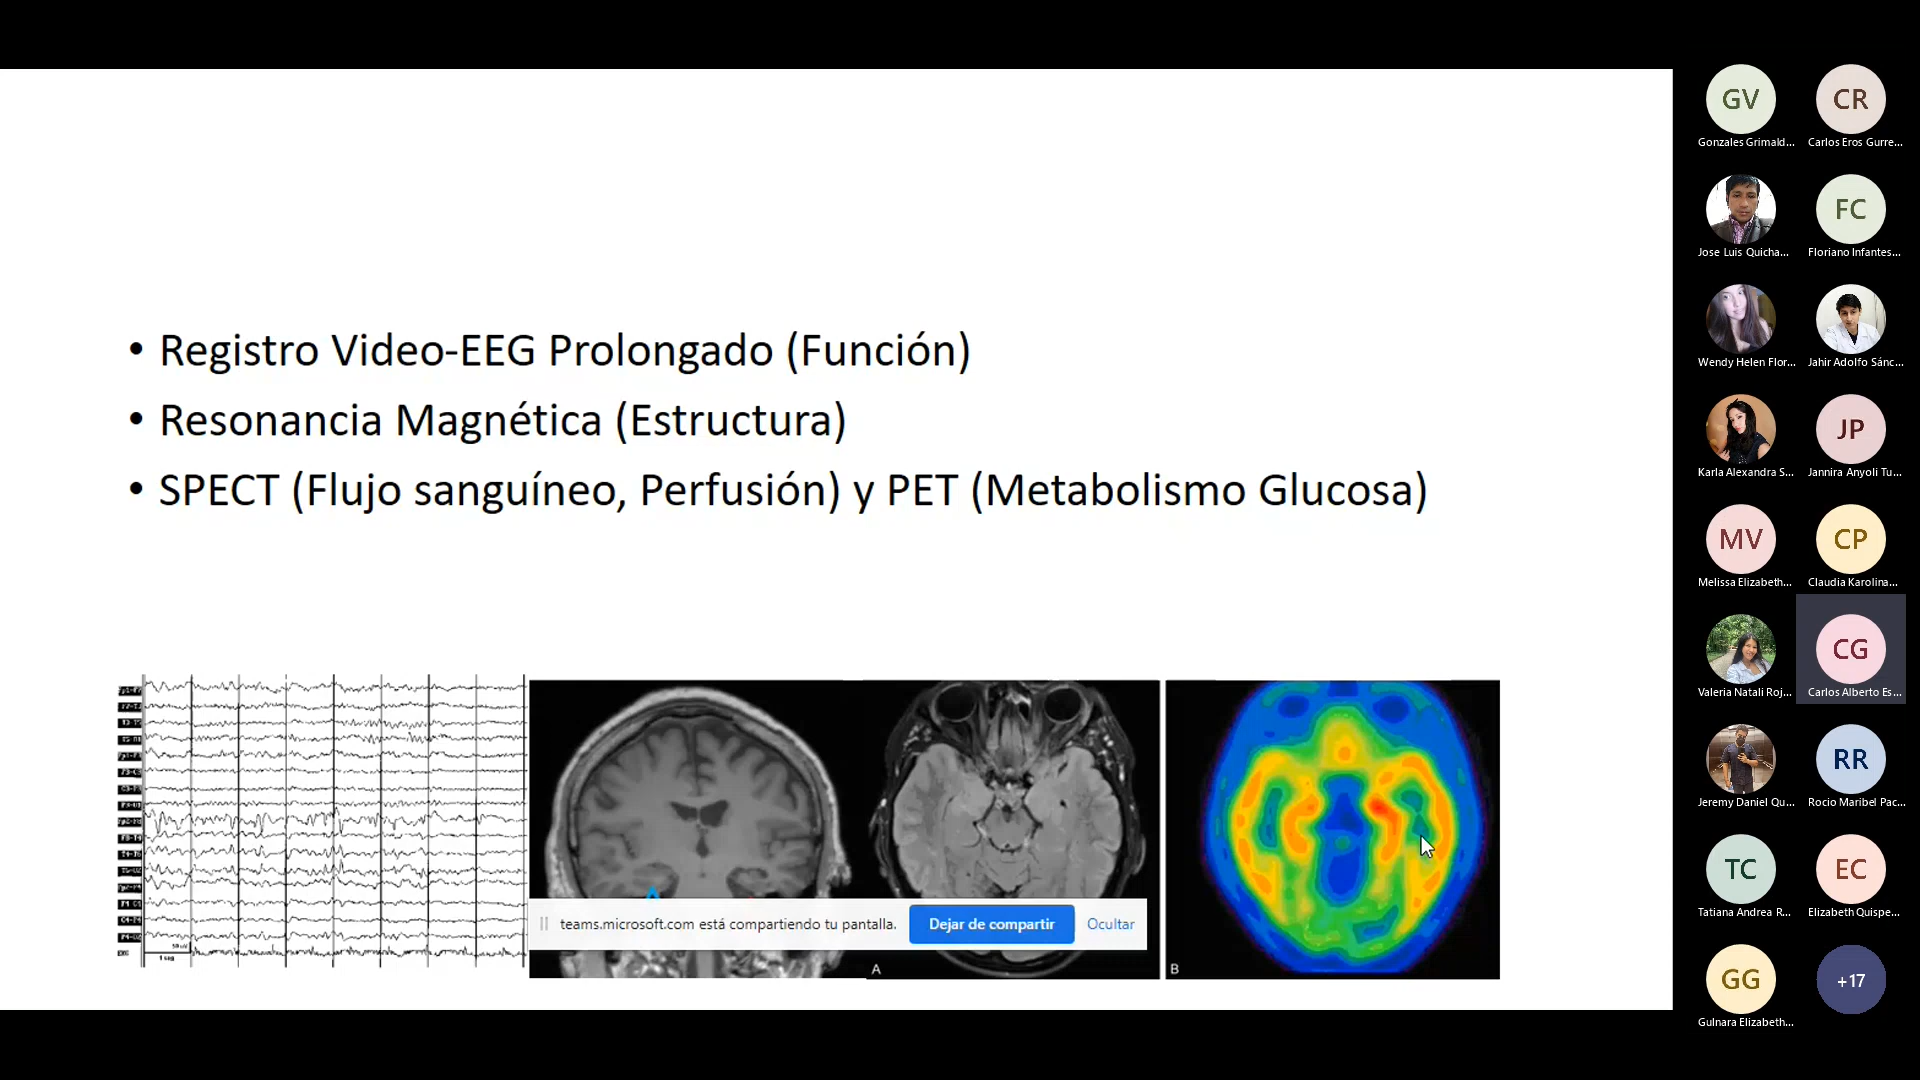 • Registro Video-EEG Prolongado (Función)
• Resonancia Magnética (Estructura)
• SPECT (Flujo sanguíneo, Perfusión) y PET (Metabolismo Glucosa)
teams.microsoft.com está compartiendo tu pantalla.
Dejar de compartir
Ocultar
A
B
1 seg
GV
CR
Gonzales Grimald...
Carlos Eros Gurre...
FC
Jose Luis Quicha...
Floriano Infantes...
Wendy Helen Flor...
Jahir Adolfo Sánc...
JP
Karla Alexandra S...
Jannira Anyoli Tu...
MV
CP
Melissa Elizabeth...
Claudia Karolina...
CG
Valeria Natali Roj...
Carlos Alberto Es...
RR
Jeremy Daniel Qu...
Rocio Maribel Pac...
TC
EC
Tatiana Andrea R...
Elizabeth Quispe...
GG
+17
Gulnara Elizabeth...